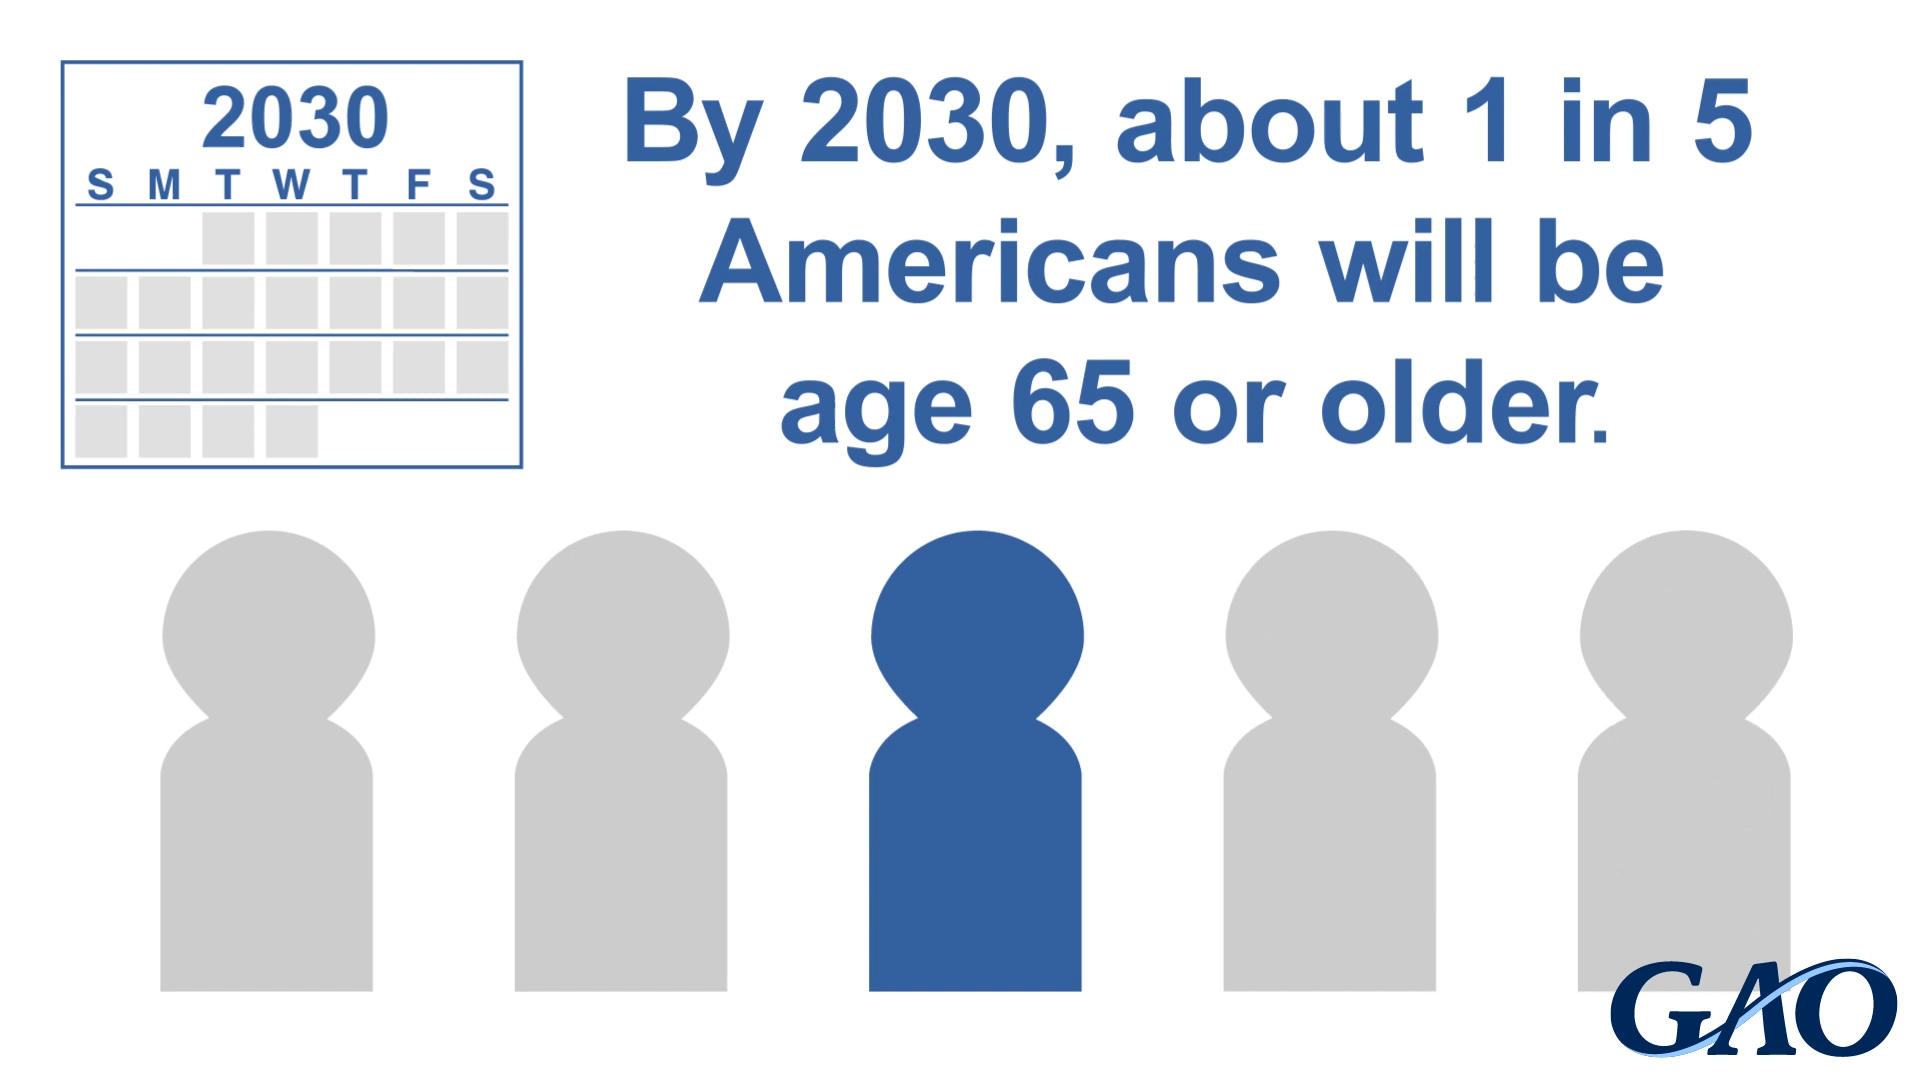 2030
S M T W T F S
By 2030, about 1 in 5
Americans will be
age 65 or older.
GAO